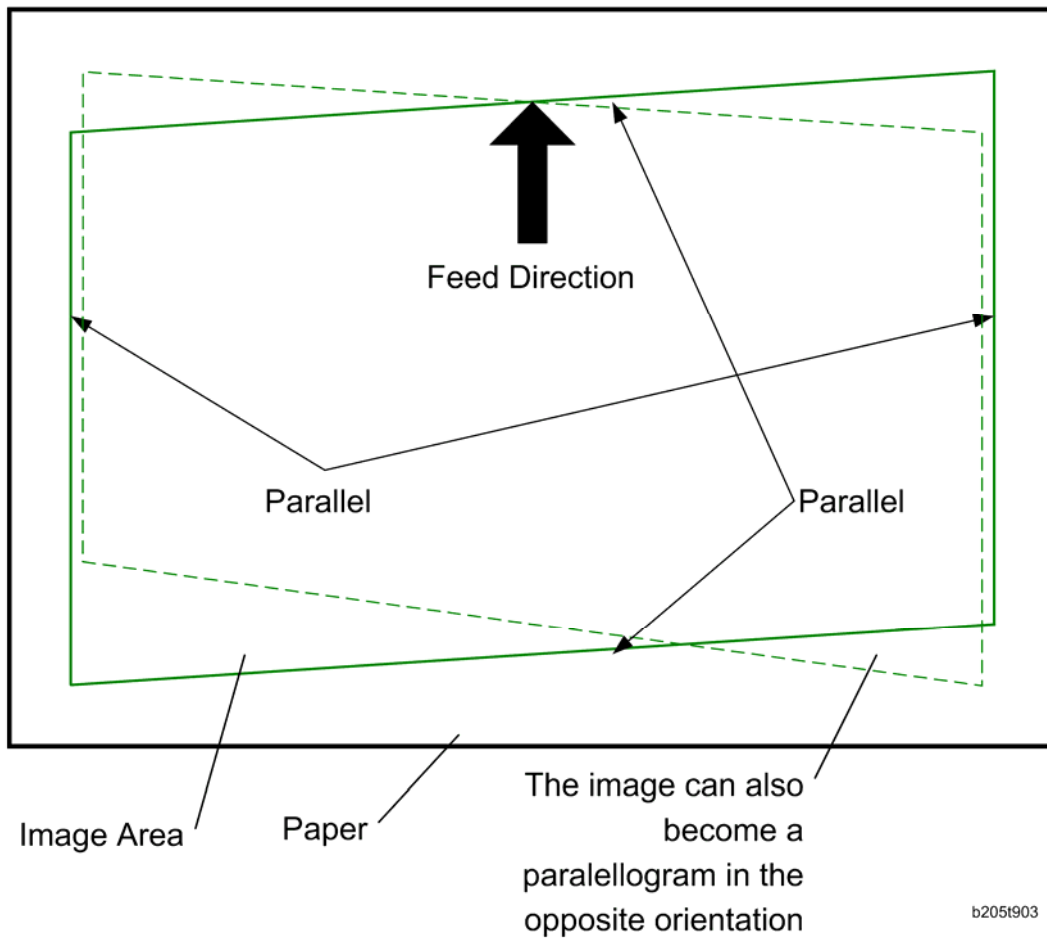 Feed Direction
Parallel
Parallel
Image Area
Paper
The image can also
become a
paralellogram in the
opposite orientation
b205t903